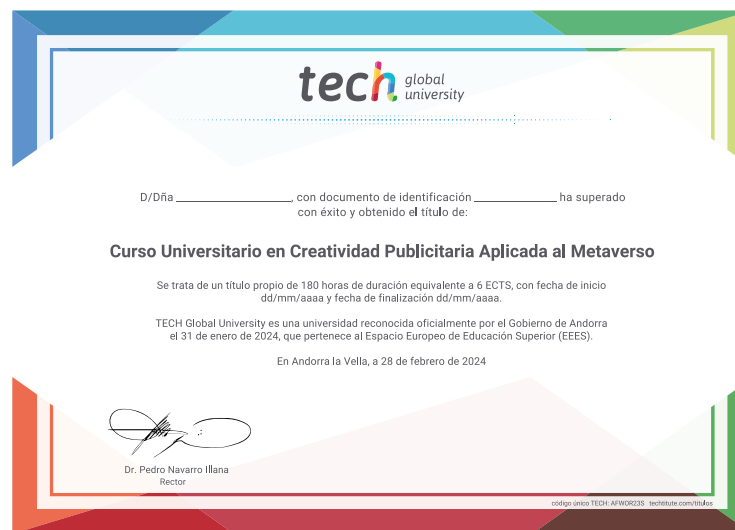 tech global university
D/Dña ______________, con documento de identificación __________ ha superado
con éxito y obtenido el título de:
Curso Universitario en Creatividad Publicitaria Aplicada al Metaverso
Se trata de un título propio de 180 horas de duración equivalente a 6 ECTS, con fecha de inicio
dd/mm/aaaa y fecha de finalización dd/mm/aaaa.
TECH Global University es una universidad reconocida oficialmente por el Gobierno de Andorra
el 31 de enero de 2024, que pertenece al Espacio Europeo de Educación Superior (EEES).
En Andorra la Vella, a 28 de febrero de 2024
Dr. Pedro Navarro Illana
Rector
código único TECH: AFWOR23S techtitute.com/titulos